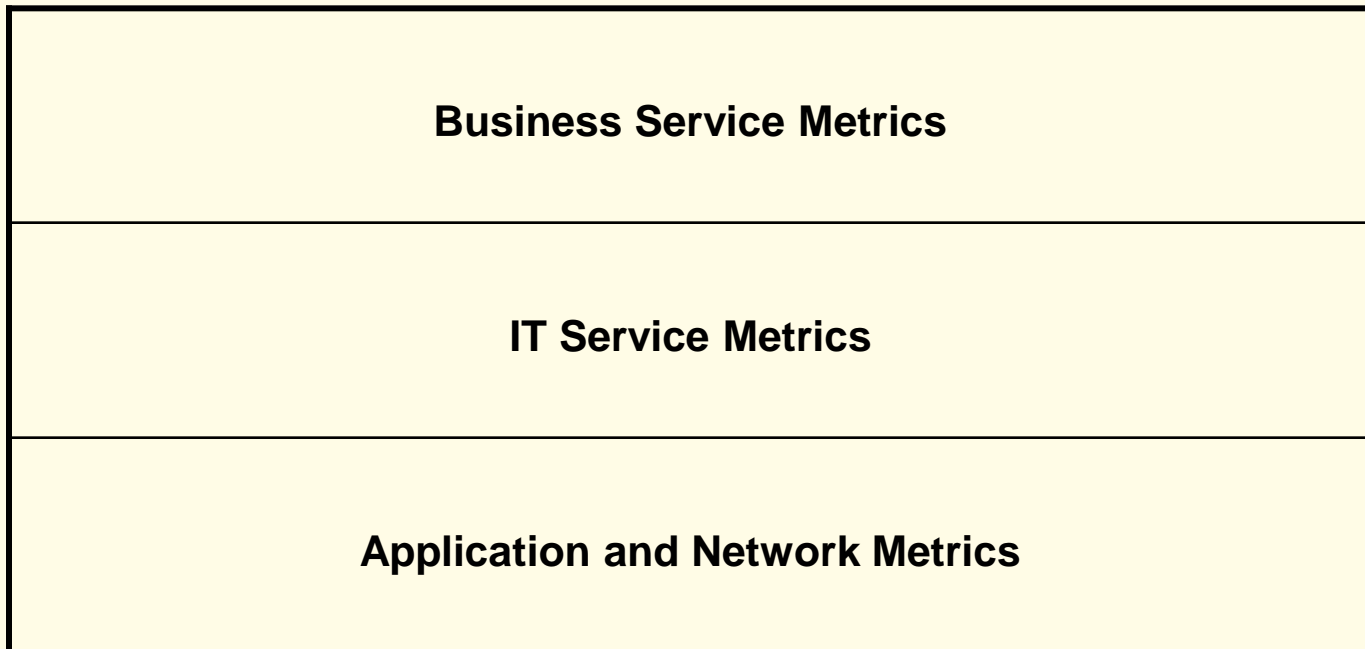 Business Service Metrics
IT Service Metrics
Application and Network Metrics